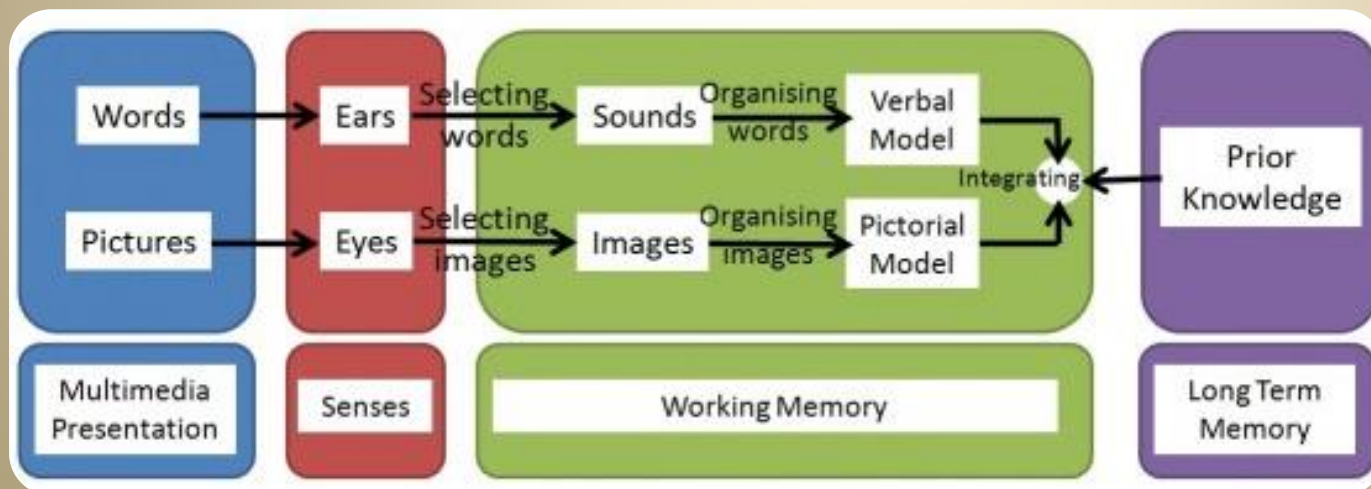 Words
Ears
Selecting
words
Sounds
Organising
words
Verbal
Model
Integrating
Prior
Knowledge
Pictures
Eyes
Selecting
images
Images
Organising
images
Pictorial
Model
Multimedia
Presentation
Senses
Working Memory
Long Term
Memory